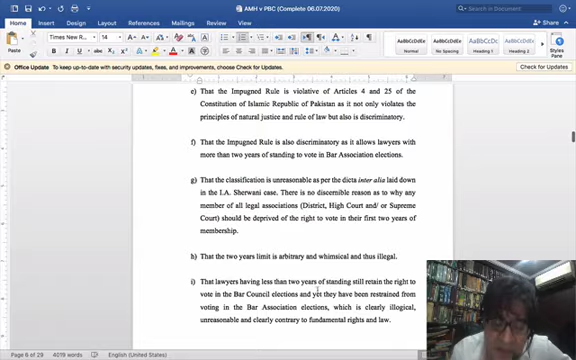 AMH v PBC (Complete 06.07.2020)
Search in Document
Home Insert Design Layout References Mailings Review View Share
Paste
Times New R... 14
AaBbCcDdEe AaBbCcDdEe AaBbCcDc AaBbCcDdEe
Normal No Spacing Heading 1 Heading 2
Styles Pane
Office Update To keep up-to-date with security updates, fixes, and improvements, choose Check for Updates. Check for Updates
e) That the Impugned Rule is violative of Articles 4 and 25 of the
Constitution of Islamic Republic of Pakistan as it not only violates the
principles of natural justice and rule of law but also is discriminatory.
f) That the Impugned Rule is also discriminatory as it allows lawyers with
more than two years of standing to vote in Bar Association elections.
g) That the classification is unreasonable as per the dicta inter alia laid down
in the I.A. Sherwani case. There is no discernible reason as to why any
member of all legal associations (District, High Court and/ or Supreme
Court) should be deprived of the right to vote in their first two years of
membership.
h) That the two years limit is arbitrary and whimsical and thus illegal.
i) That lawyers having less than two years of standing still retain the right to
vote in the Bar Council elections and yet they have been restrained from
voting in the Bar Association elections, which is clearly illogical,
unreasonable and clearly contrary to fundamental rights and law.
Page 6 of 29 4019 words English (United States)